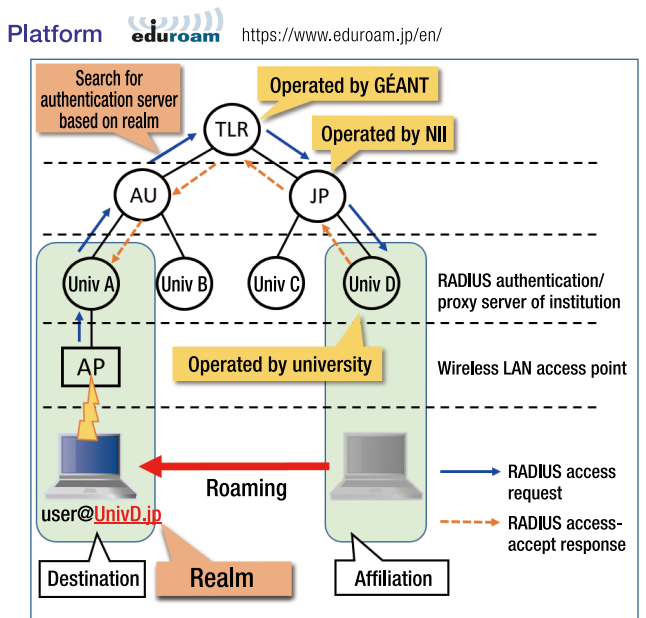 Platform eduroam https://www.eduroam.jp/en/
Search for
authentication server
based on realm
Operated by GÉANT
TLR
Operated by NII
AU
JP
Univ A
Univ B
Univ C
Univ D
RADIUS authentication/
proxy server of institution
AP
Operated by university
Wireless LAN access point
Roaming
RADIUS access
request
user@UnivD.jp
RADIUS access-
accept response
Destination
Realm
Affiliation